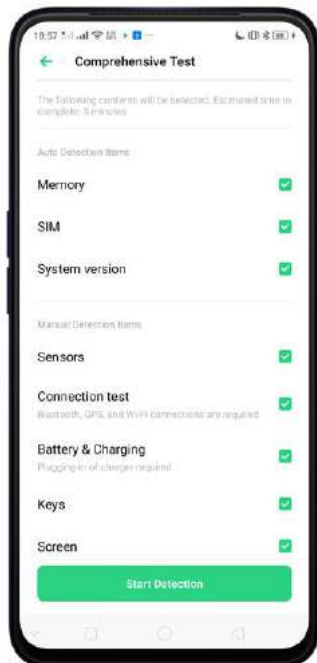 18:57
Comprehensive Test
The following contents will be detected. Estimated time to
complete: 5 minutes.
Auto Detection Items
Memory
SIM
System version
Manual Detection Items
Sensors
Connection test
Bluetooth, GPS, and Wi-Fi connections are required
Battery & Charging
Plugging in of charger required
Keys
Screen
Start Detection